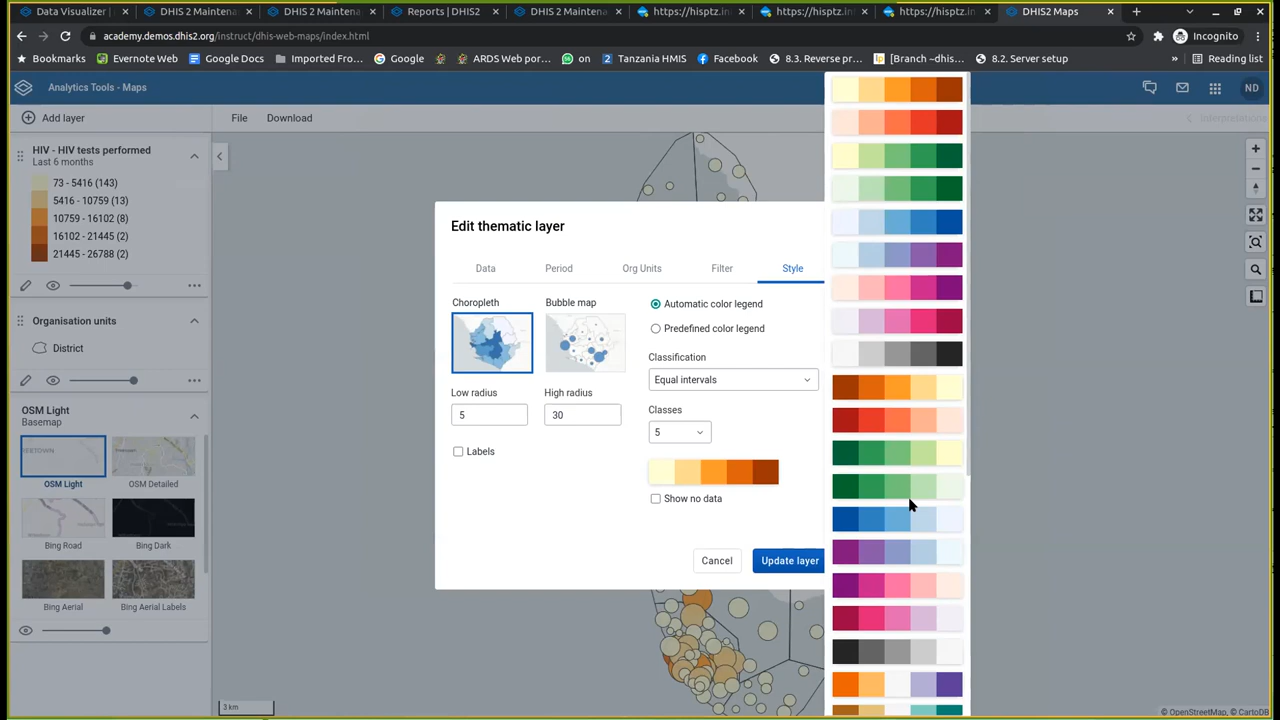 Data Visualizer |
DHIS 2 Maintena
DHIS 2 Maintena
Reports | DHIS2
DHIS 2 Maintena
https://hisptz.in
https://hisptz.in
https://hisptz.in
DHIS2 Maps
academy.demos.dhis2.org/instruct/dhis-web-maps/index.html
Incognito
Bookmarks
Evernote Web
Google Docs
Imported Fro...
Google
ARDS Web por...
on
Tanzania HMIS
Facebook
8.3. Reverse pr...
[Branch ~dhis...
8.2. Server setup
»
Reading list
Analytics Tools - Maps
ND
Add layer
File
Download
Interpretations
HIV - HIV tests performed
Last 6 months
73 - 5416 (143)
5416 - 10759 (13)
10759 - 16102 (8)
16102 - 21445 (2)
21445 - 26788 (2)
Organisation units
District
OSM Light
Basemap
OSM Light
OSM Detailed
Bing Road
Bing Dark
Bing Aerial
Bing Aerial Labels
Edit thematic layer
Data
Period
Org Units
Filter
Style
Choropleth
Bubble map
Low radius
High radius
5
30
Labels
Automatic color legend
Predefined color legend
Classification
Equal intervals
Classes
5
Show no data
Cancel
Update layer
3 km
© OpenStreetMap, © CartoDB